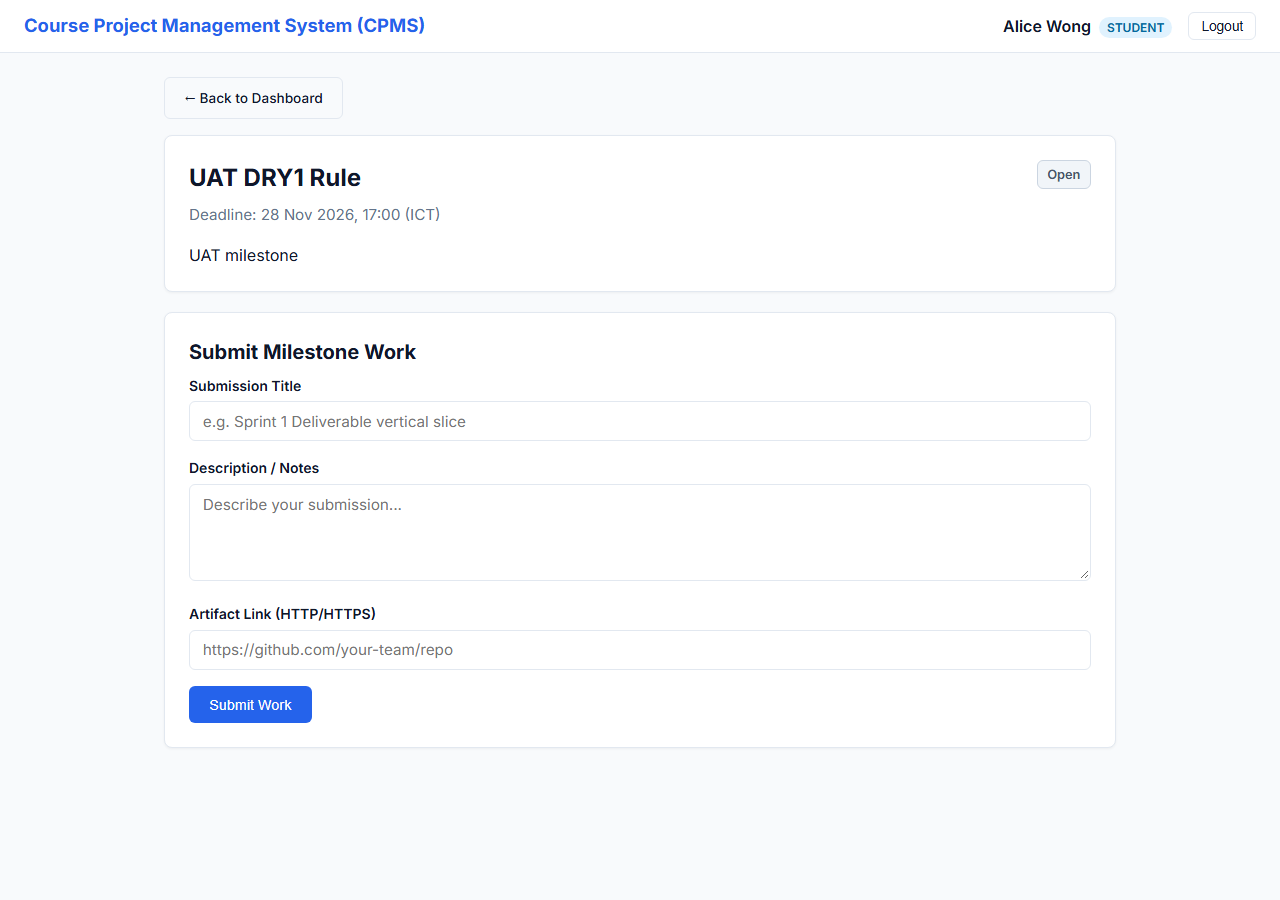 Course Project Management System (CPMS)
Alice Wong STUDENT Logout
← Back to Dashboard
UAT DRY1 Rule
Open
Deadline: 28 Nov 2026, 17:00 (ICT)
UAT milestone
Submit Milestone Work
Submission Title
e.g. Sprint 1 Deliverable vertical slice
Description / Notes
Describe your submission...
Artifact Link (HTTP/HTTPS)
https://github.com/your-team/repo
Submit Work